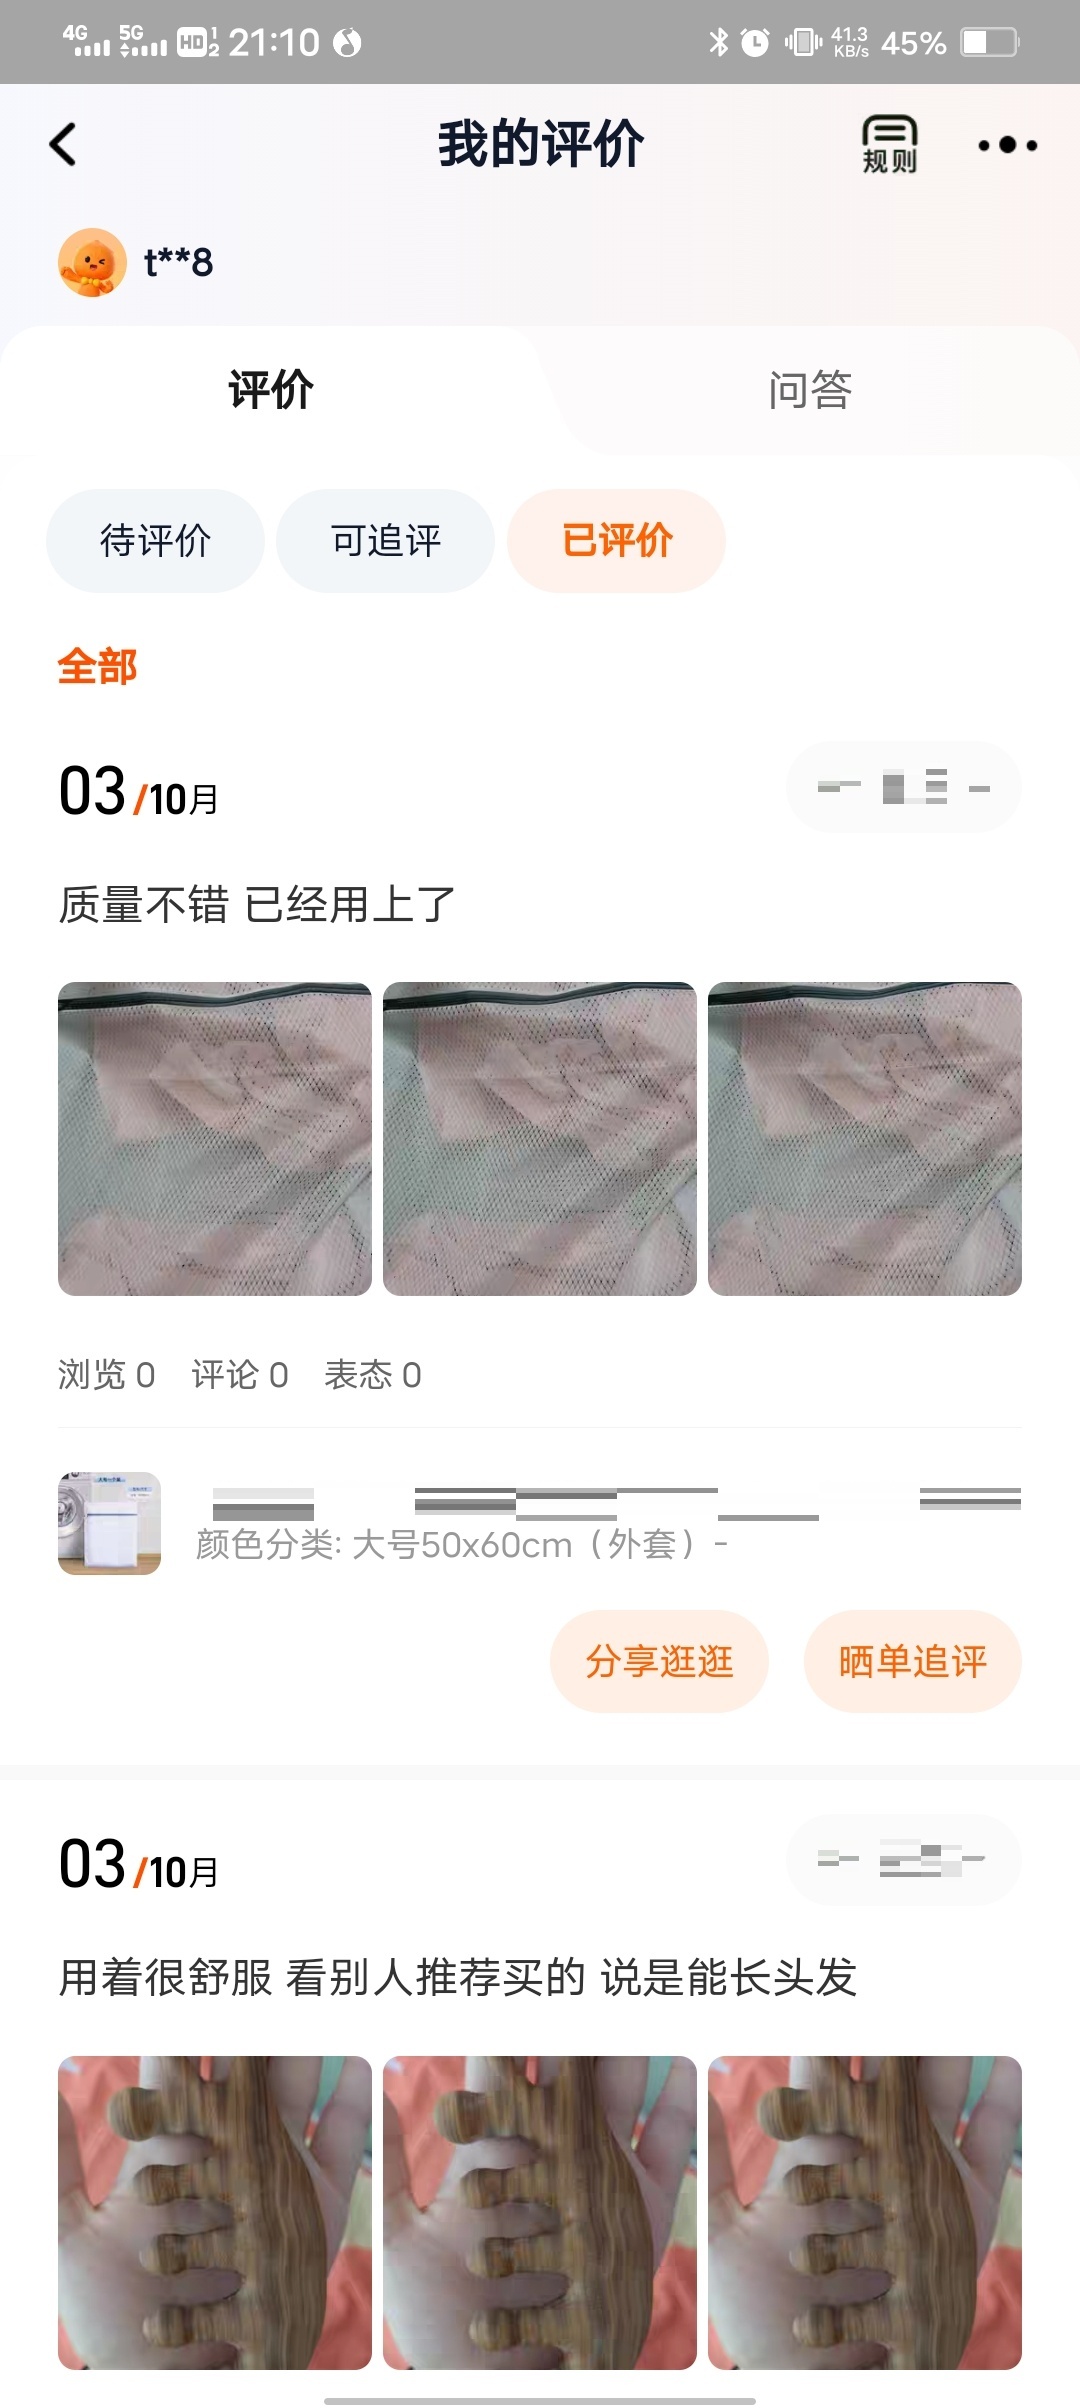 4G 5G HD 1 2 21:10 41.3 KB/s 45%
我的评价 规则
t**8
评价 问答
待评价 可追评 已评价
全部
03/10月
质量不错 已经用上了
浏览 0 评论 0 表态 0
颜色分类: 大号50x60cm（外套）-
分享逛逛 晒单追评
03/10月
用着很舒服 看别人推荐买的 说是能长头发